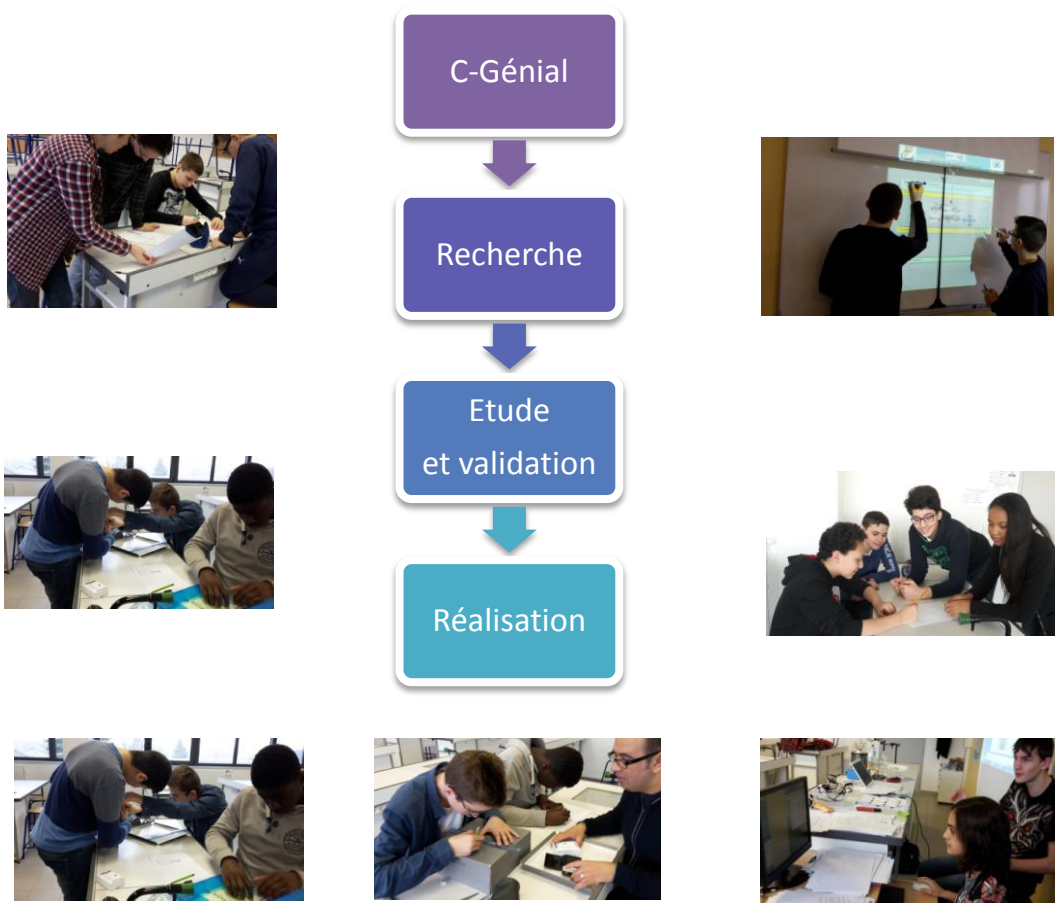 C-Génial
Recherche
Etude
et validation
Réalisation